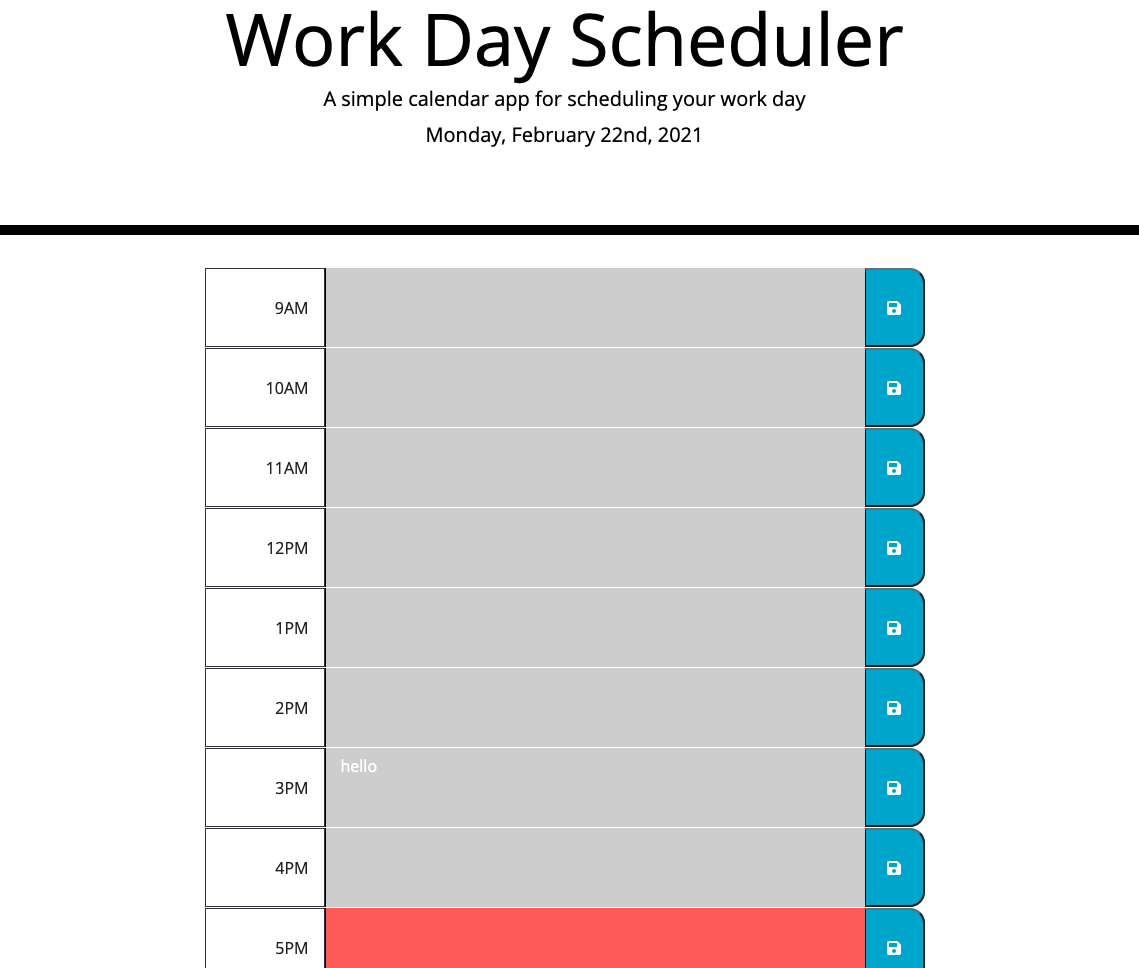 Work Day Scheduler
A simple calendar app for scheduling your work day
Monday, February 22nd, 2021
9AM
10AM
11AM
12PM
1PM
2PM
hello
3PM
4PM
5PM